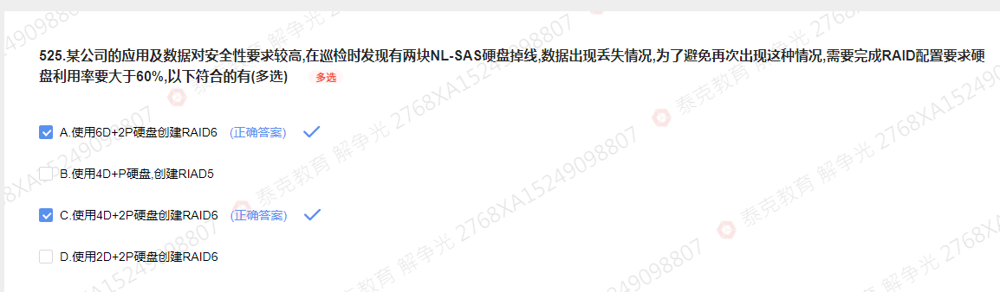 525.某公司的应用及数据对安全性要求较高,在巡检时发现有两块NL-SAS硬盘掉线,数据出现丢失情况,为了避免再次出现这种情况,需要完成RAID配置要求硬
盘利用率要大于60%,以下符合的有(多选) 多选
A.使用6D+2P硬盘创建RAID6 (正确答案)
B.使用4D+P硬盘,创建RIAD5
C.使用4D+2P硬盘创建RAID6 (正确答案)
D.使用2D+2P硬盘创建RAID6
泰克教育 解争光 2768XA15249098807